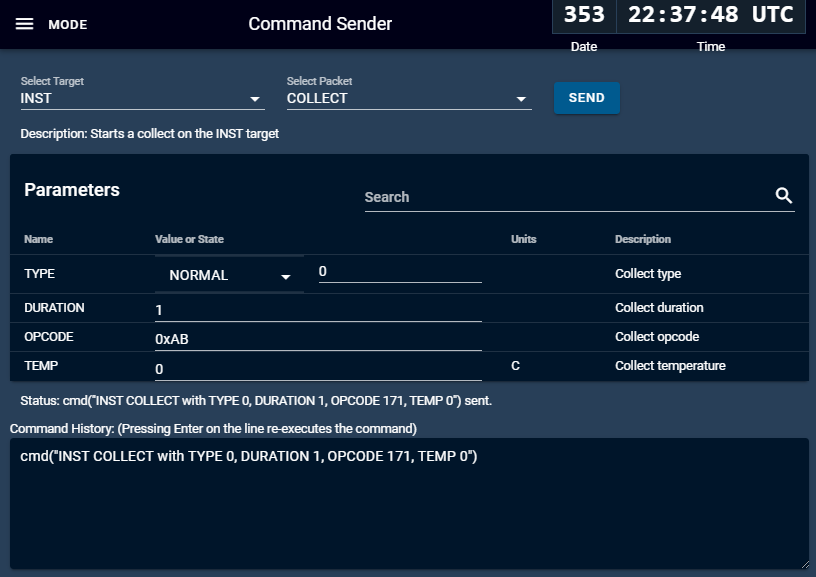 MODE
Command Sender
353 22:37:48 UTC
Date Time
Select Target Select Packet
INST COLLECT SEND
Description: Starts a collect on the INST target
Parameters
Search
Name Value or State Units Description
TYPE NORMAL 0 Collect type
DURATION 1 Collect duration
OPCODE 0xAB Collect opcode
TEMP 0 C Collect temperature
Status: cmd("INST COLLECT with TYPE 0, DURATION 1, OPCODE 171, TEMP 0") sent.
Command History: (Pressing Enter on the line re-executes the command)
cmd("INST COLLECT with TYPE 0, DURATION 1, OPCODE 171, TEMP 0")